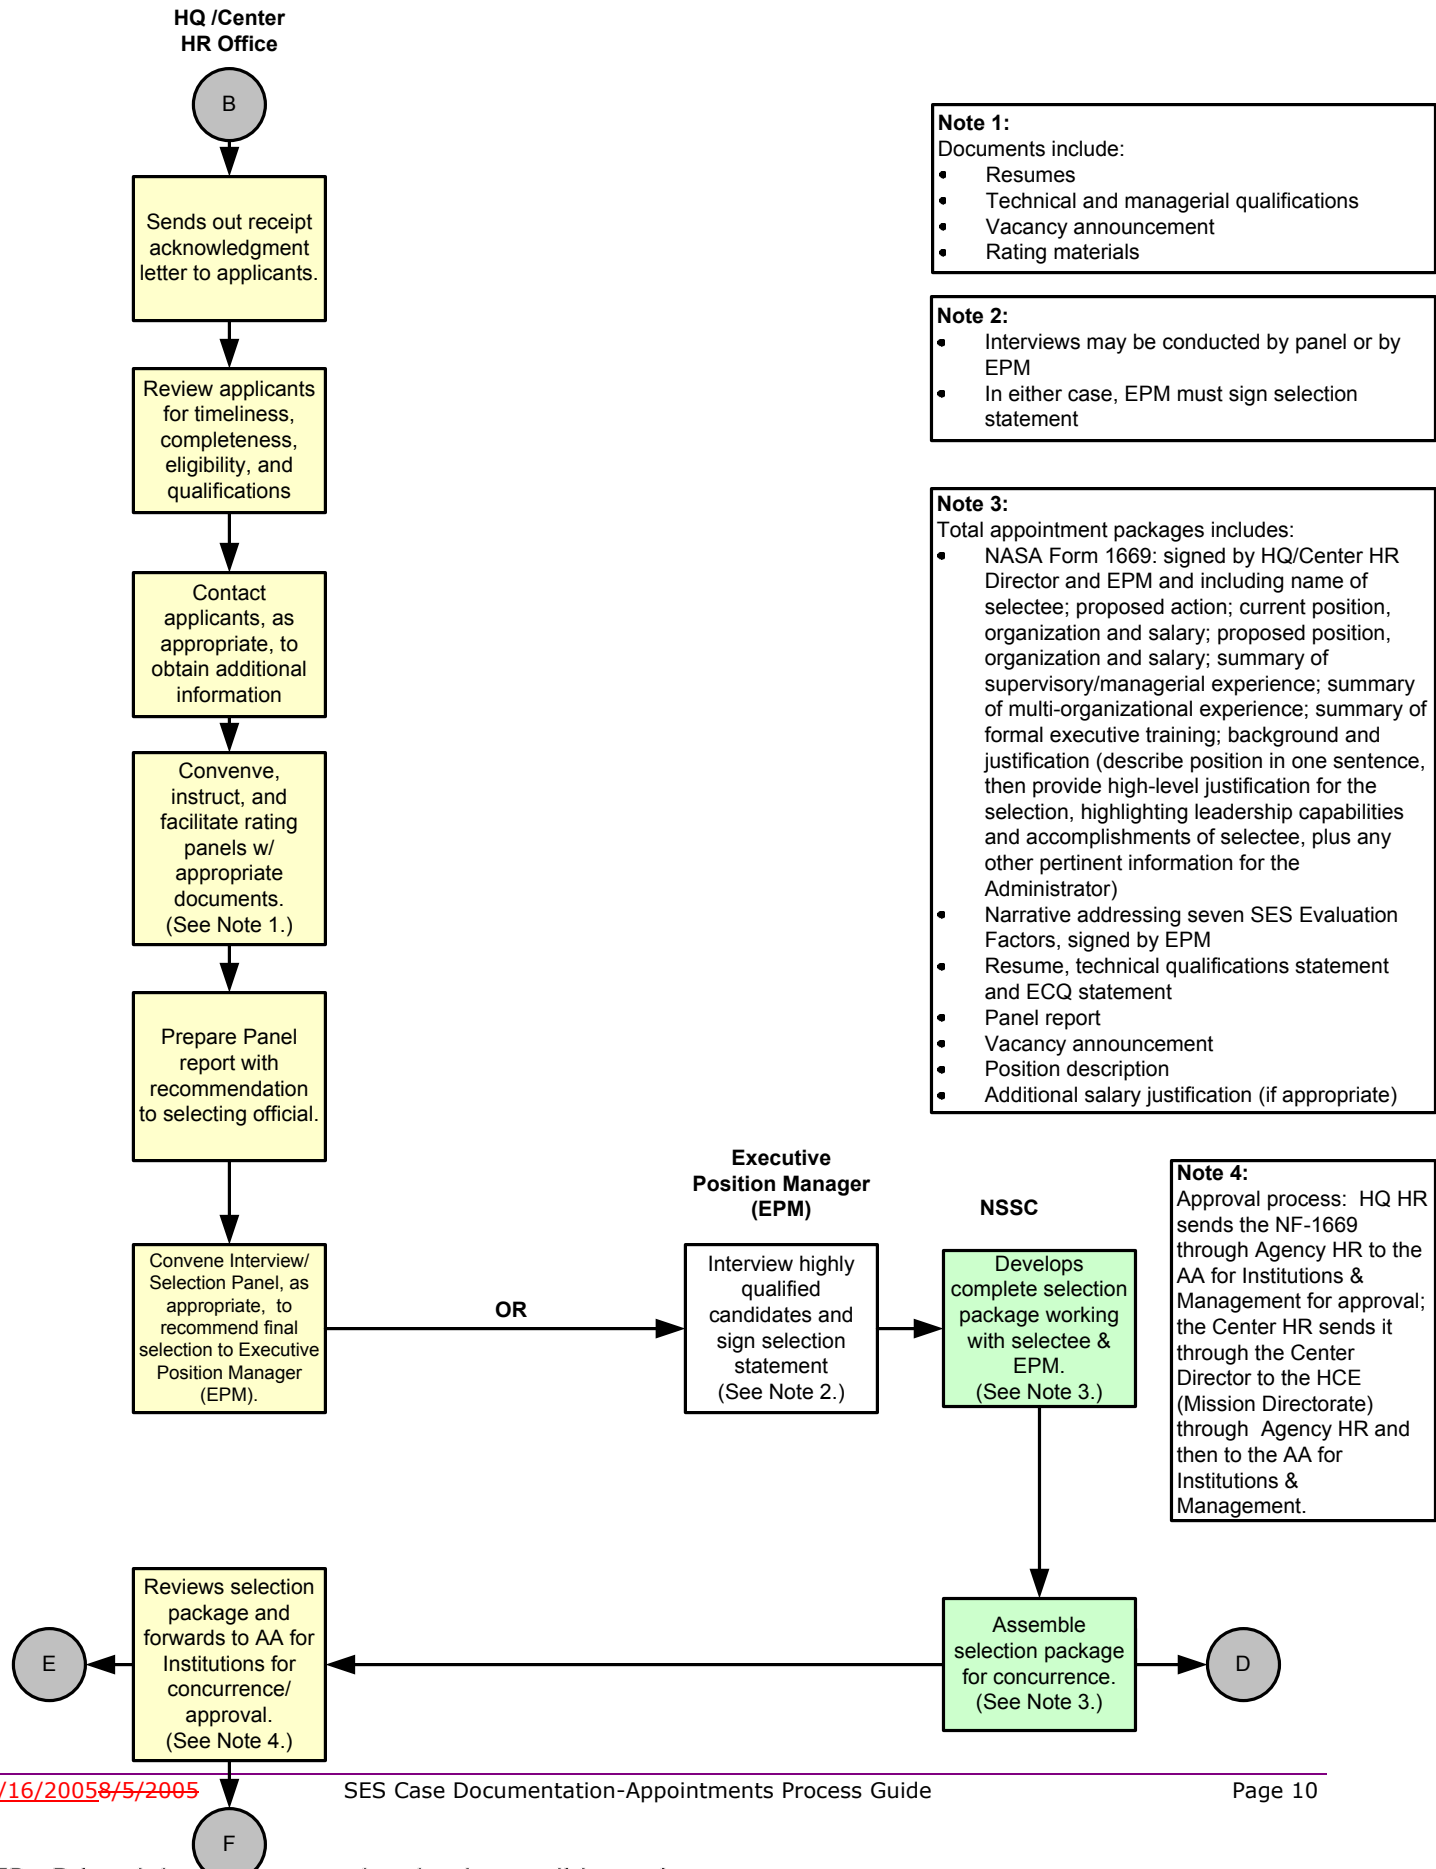 HQ /Center
HR Office
B
Sends out receipt
acknowledgment
letter to applicants.
Review applicants
for timeliness,
completeness,
eligibility, and
qualifications
Contact
applicants, as
appropriate, to
obtain additional
information
Convenve,
instruct, and
facilitate rating
panels w/
appropriate
documents.
(See Note 1.)
Prepare Panel
report with
recommendation
to selecting official.
Convene Interview/
Selection Panel, as
appropriate, to
recommend final
selection to Executive
Position Manager
(EPM).
OR
Executive
Position Manager
(EPM)
Interview highly
qualified
candidates and
sign selection
statement
(See Note 2.)
NSSC
Develops
complete selection
package working
with selectee &
EPM.
(See Note 3.)
Assemble
selection package
for concurrence.
(See Note 3.)
D
Reviews selection
package and
forwards to AA for
Institutions for
concurrence/
approval.
(See Note 4.)
E
F
Note 1:
Documents include:
• Resumes
• Technical and managerial qualifications
• Vacancy announcement
• Rating materials
Note 2:
• Interviews may be conducted by panel or by
EPM
• In either case, EPM must sign selection
statement
Note 3:
Total appointment packages includes:
• NASA Form 1669: signed by HQ/Center HR
Director and EPM and including name of
selectee; proposed action; current position,
organization and salary; proposed position,
organization and salary; summary of
supervisory/managerial experience; summary
of multi-organizational experience; summary of
formal executive training; background and
justification (describe position in one sentence,
then provide high-level justification for the
selection, highlighting leadership capabilities
and accomplishments of selectee, plus any
other pertinent information for the
Administrator)
• Narrative addressing seven SES Evaluation
Factors, signed by EPM
• Resume, technical qualifications statement
and ECQ statement
• Panel report
• Vacancy announcement
• Position description
• Additional salary justification (if appropriate)
Note 4:
Approval process: HQ HR
sends the NF-1669
through Agency HR to the
AA for Institutions &
Management for approval;
the Center HR sends it
through the Center
Director to the HCE
(Mission Directorate)
through Agency HR and
then to the AA for
Institutions &
Management.
/16/20058/5/2005 SES Case Documentation-Appointments Process Guide Page 10